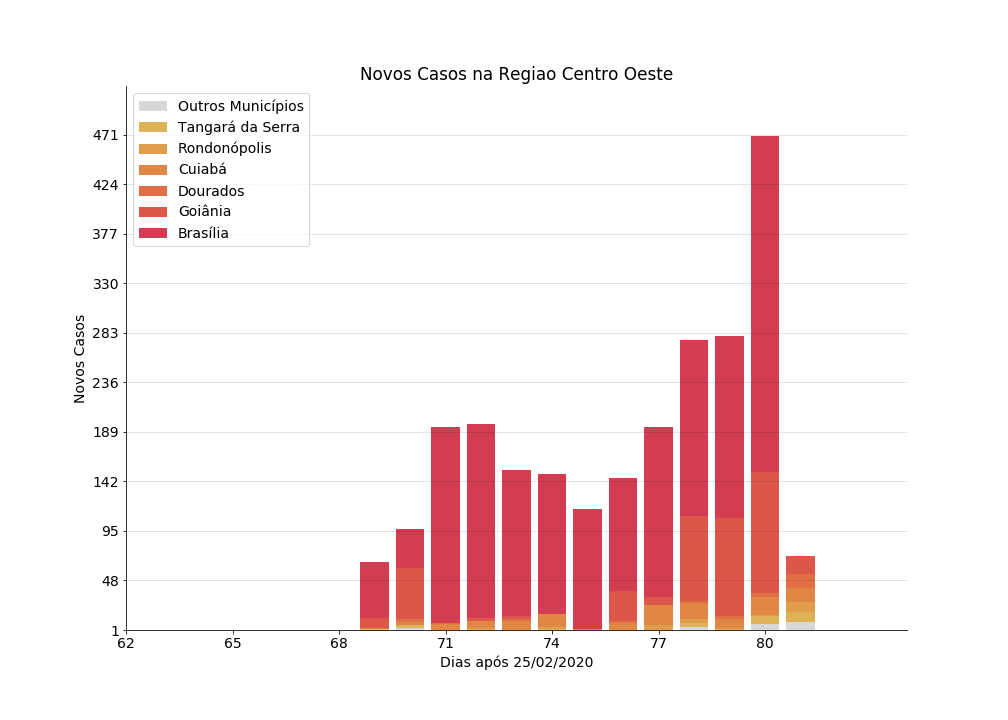 Novos Casos na Regiao Centro Oeste
Outros Municípios
Tangará da Serra
Rondonópolis
Cuiabá
Dourados
Goiânia
Brasília
471
424
377
330
283
236
189
142
95
48
1
Novos Casos
62 65 68 71 74 77 80
Dias após 25/02/2020